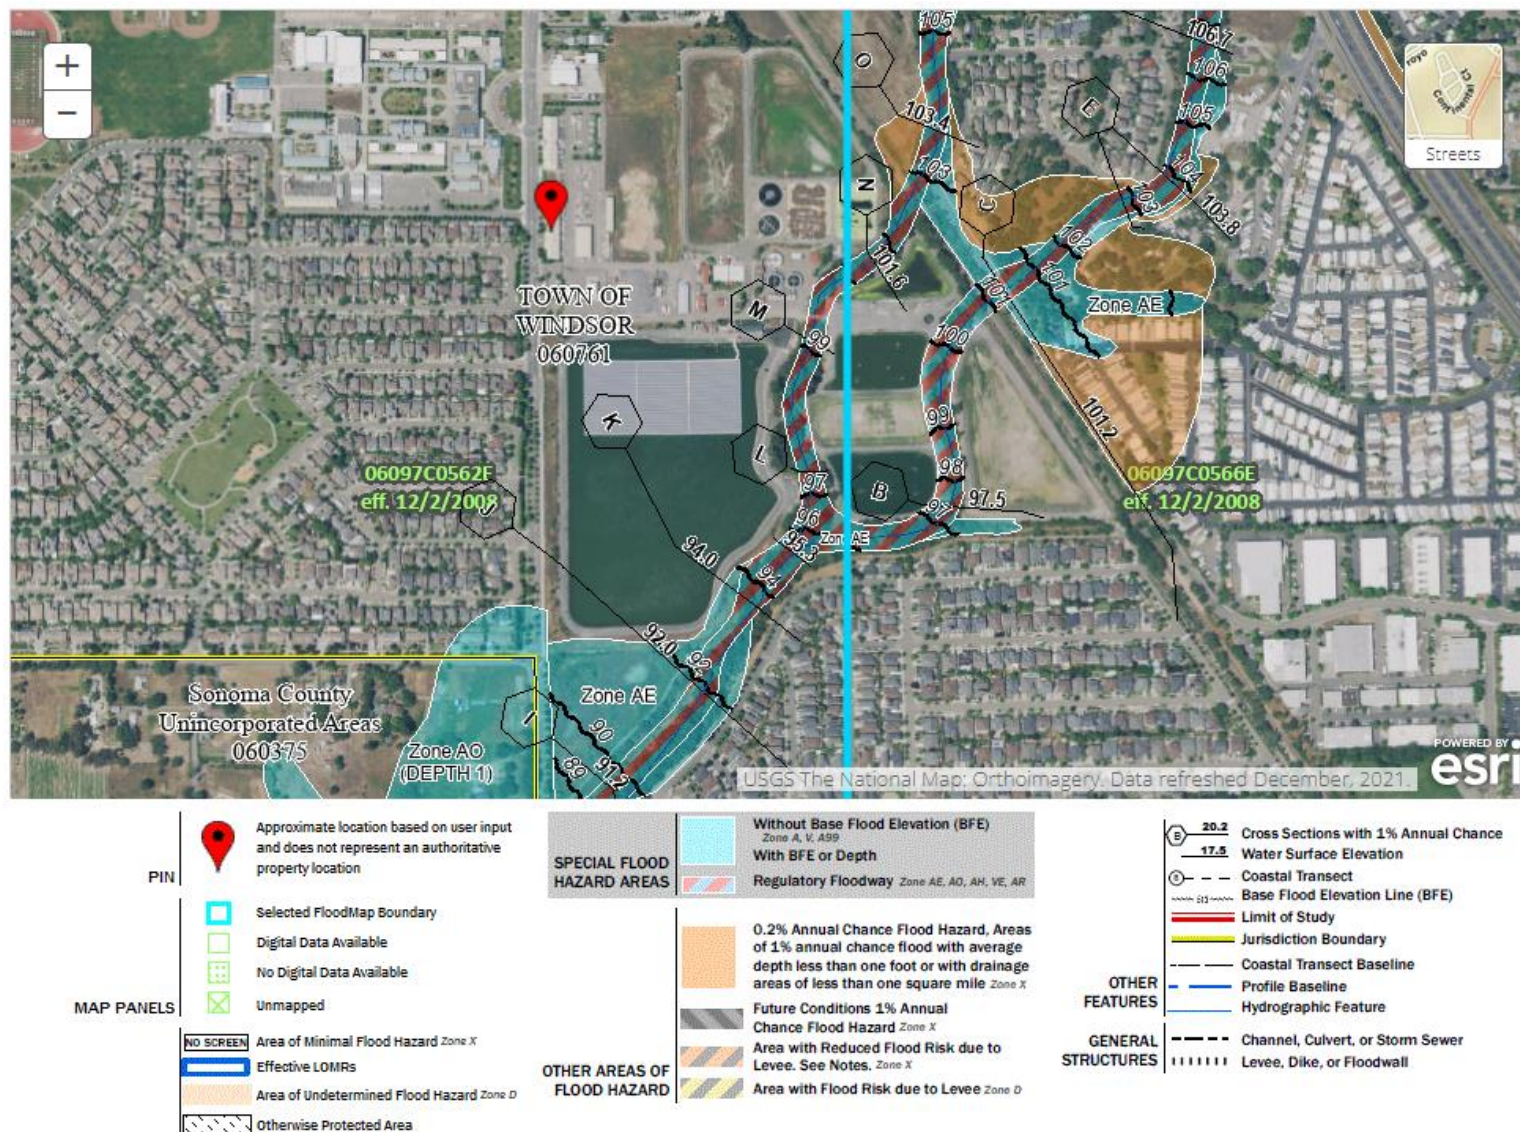 +
−
105
106.7
106
105
104
103
103.8
103.4
103
102
101
101
100
99
98
97
97.5
101.6
101.2
99
97
96
95.3
94
94.0
92.0
92
90
89
91.2
O
E
N
C
M
K
L
B
J
I
royo
Continental
Ct
Streets
Zone AE
TOWN OF
WINDSOR
060761
06097C0562E
eff. 12/2/2008
06097C0566E
eff. 12/2/2008
Zone AE
Zone AE
Sonoma County
Unincorporated Areas
060375
Zone AO
(DEPTH 1)
USGS The National Map: Orthoimagery. Data refreshed December, 2021.
POWERED BY
esri
PIN
Approximate location based on user input
and does not represent an authoritative
property location
MAP PANELS
Selected FloodMap Boundary
Digital Data Available
No Digital Data Available
Unmapped
NO SCREEN Area of Minimal Flood Hazard Zone X
Effective LOMRs
Area of Undetermined Flood Hazard Zone D
Otherwise Protected Area
SPECIAL FLOOD
HAZARD AREAS
Without Base Flood Elevation (BFE)
Zone A, V, A99
With BFE or Depth
Regulatory Floodway Zone AE, AO, AH, VE, AR
OTHER AREAS OF
FLOOD HAZARD
0.2% Annual Chance Flood Hazard, Areas
of 1% annual chance flood with average
depth less than one foot or with drainage
areas of less than one square mile Zone X
Future Conditions 1% Annual
Chance Flood Hazard Zone X
Area with Reduced Flood Risk due to
Levee. See Notes. Zone X
Area with Flood Risk due to Levee Zone D
OTHER
FEATURES
B 20.2 Cross Sections with 1% Annual Chance
17.5 Water Surface Elevation
8 Coastal Transect
513 Base Flood Elevation Line (BFE)
Limit of Study
Jurisdiction Boundary
Coastal Transect Baseline
Profile Baseline
Hydrographic Feature
GENERAL
STRUCTURES
Channel, Culvert, or Storm Sewer
Levee, Dike, or Floodwall